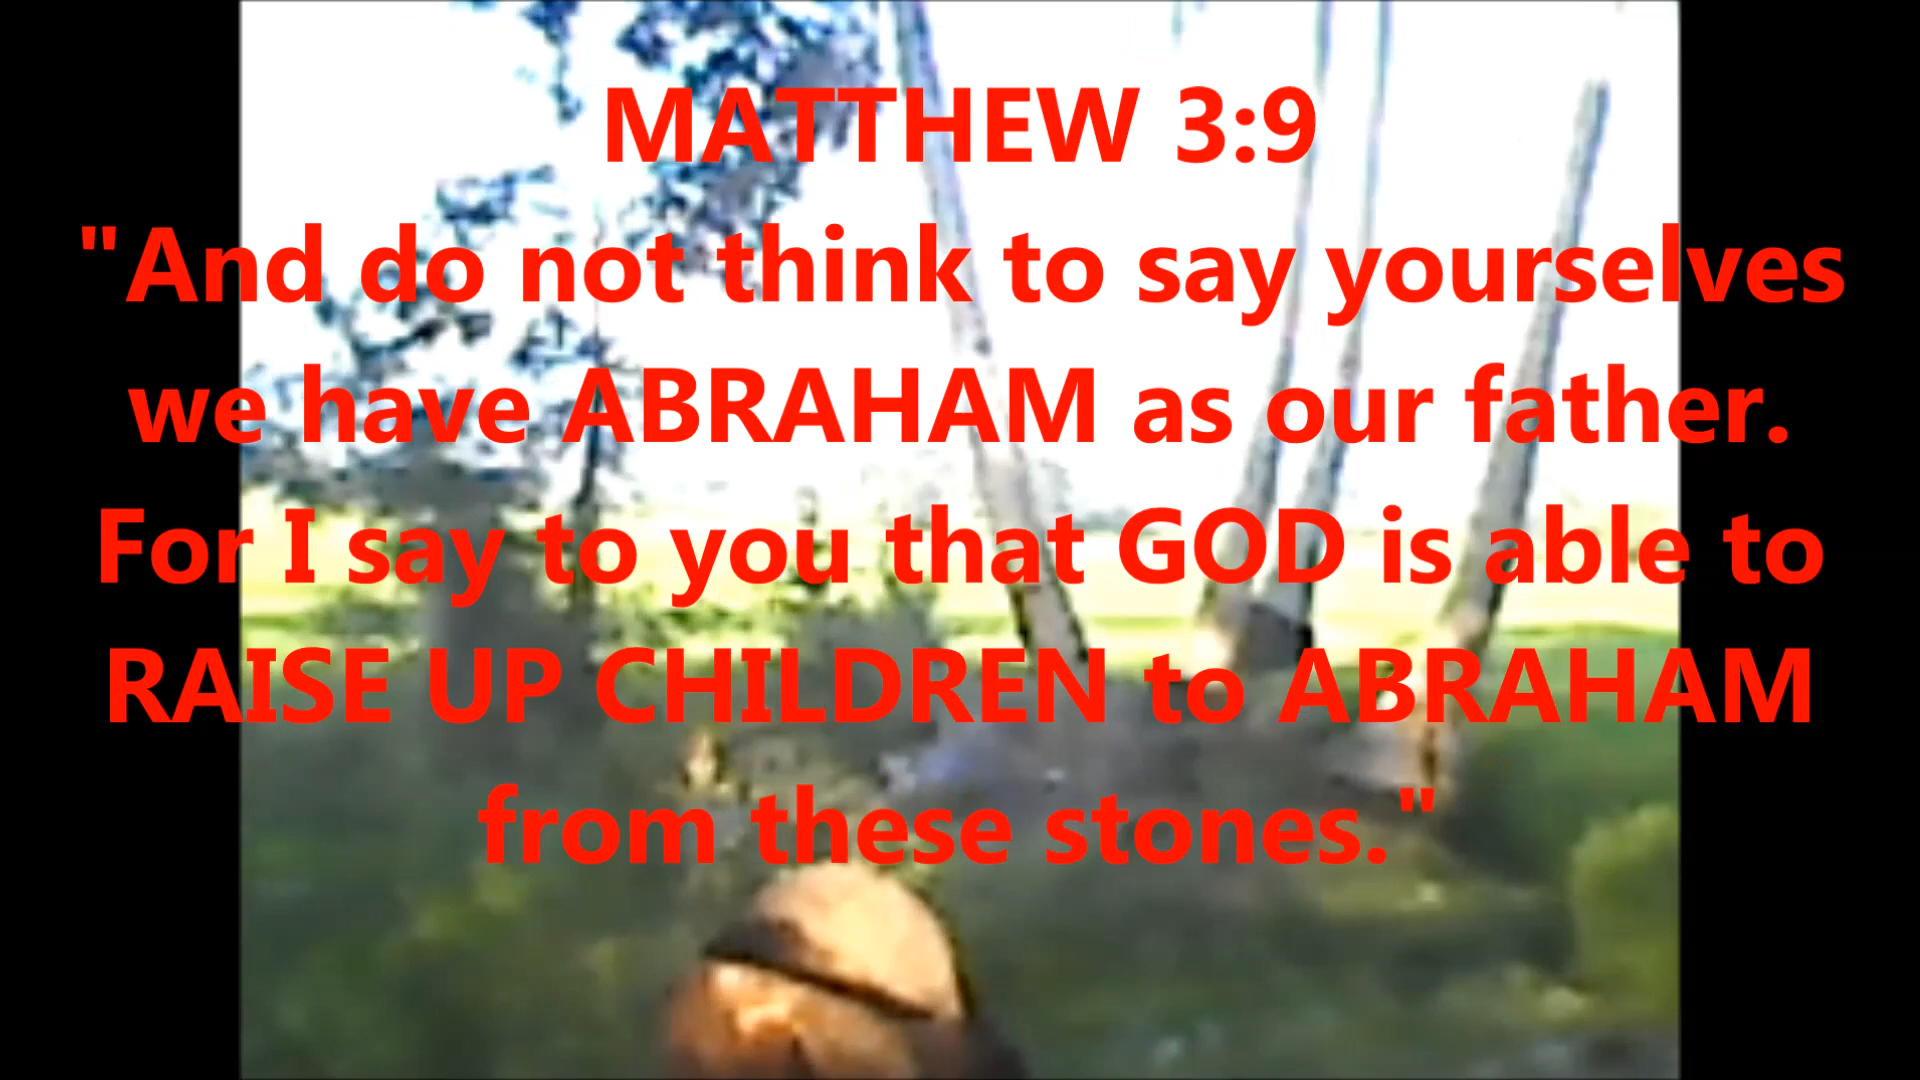 MATTHEW 3:9
"And do not think to say yourselves
we have ABRAHAM as our father.
For I say to you that GOD is able to
RAISE UP CHILDREN to ABRAHAM
from these stones."